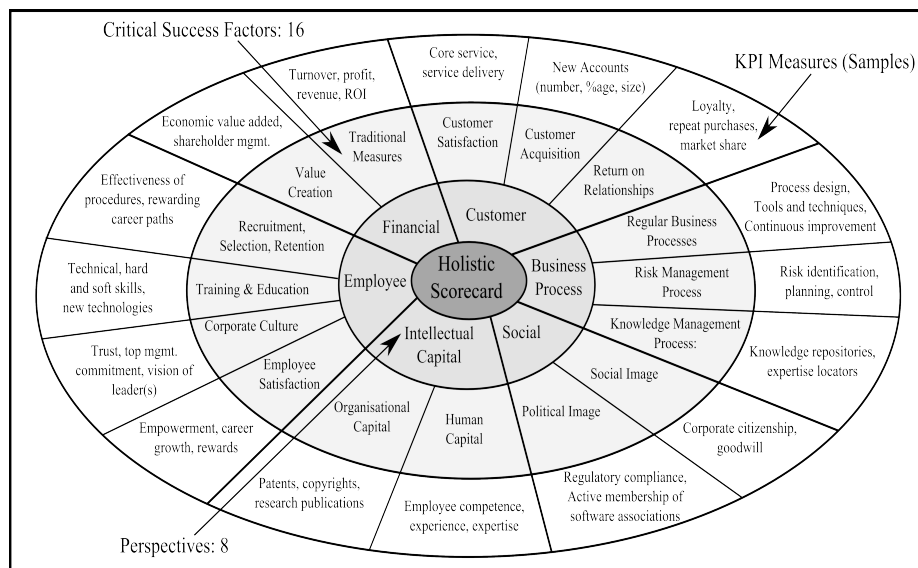 Critical Success Factors: 16
KPI Measures (Samples)
Core service,
service delivery
New Accounts
(number, %age, size)
Loyalty,
repeat purchases,
market share
Turnover, profit,
revenue, ROI
Economic value added,
shareholder mgmt.
Traditional
Measures
Customer
Satisfaction
Customer
Acquisition
Return on
Relationships
Value
Creation
Effectiveness of
procedures, rewarding
career paths
Process design,
Tools and techniques,
Continuous improvement
Recruitment,
Selection, Retention
Financial
Customer
Regular Business
Processes
Technical, hard
and soft skills,
new technologies
Training & Education
Employee
Holistic
Scorecard
Business
Process
Risk Management
Process
Risk identification,
planning, control
Corporate Culture
Intellectual
Capital
Social
Knowledge Management
Process:
Knowledge repositories,
expertise locators
Trust, top mgmt.
commitment, vision of
leader(s)
Employee
Satisfaction
Social Image
Organisational
Capital
Human
Capital
Political Image
Empowerment, career
growth, rewards
Corporate citizenship,
goodwill
Patents, copyrights,
research publications
Employee competence,
experience, expertise
Regulatory compliance,
Active membership of
software associations
Perspectives: 8